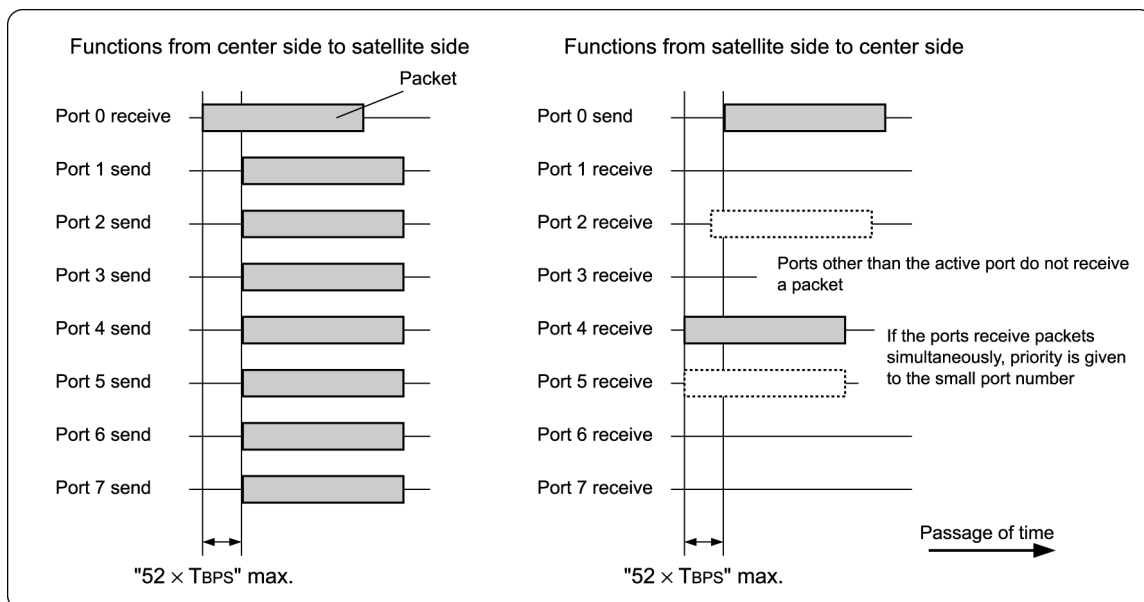 Functions from center side to satellite side
Packet
Port 0 receive
Port 1 send
Port 2 send
Port 3 send
Port 4 send
Port 5 send
Port 6 send
Port 7 send
"52 × TBPS" max.
Functions from satellite side to center side
Port 0 send
Port 1 receive
Port 2 receive
Port 3 receive
Ports other than the active port do not receive
a packet
Port 4 receive
If the ports receive packets
simultaneously, priority is given
to the small port number
Port 5 receive
Port 6 receive
Port 7 receive
Passage of time
"52 × TBPS" max.